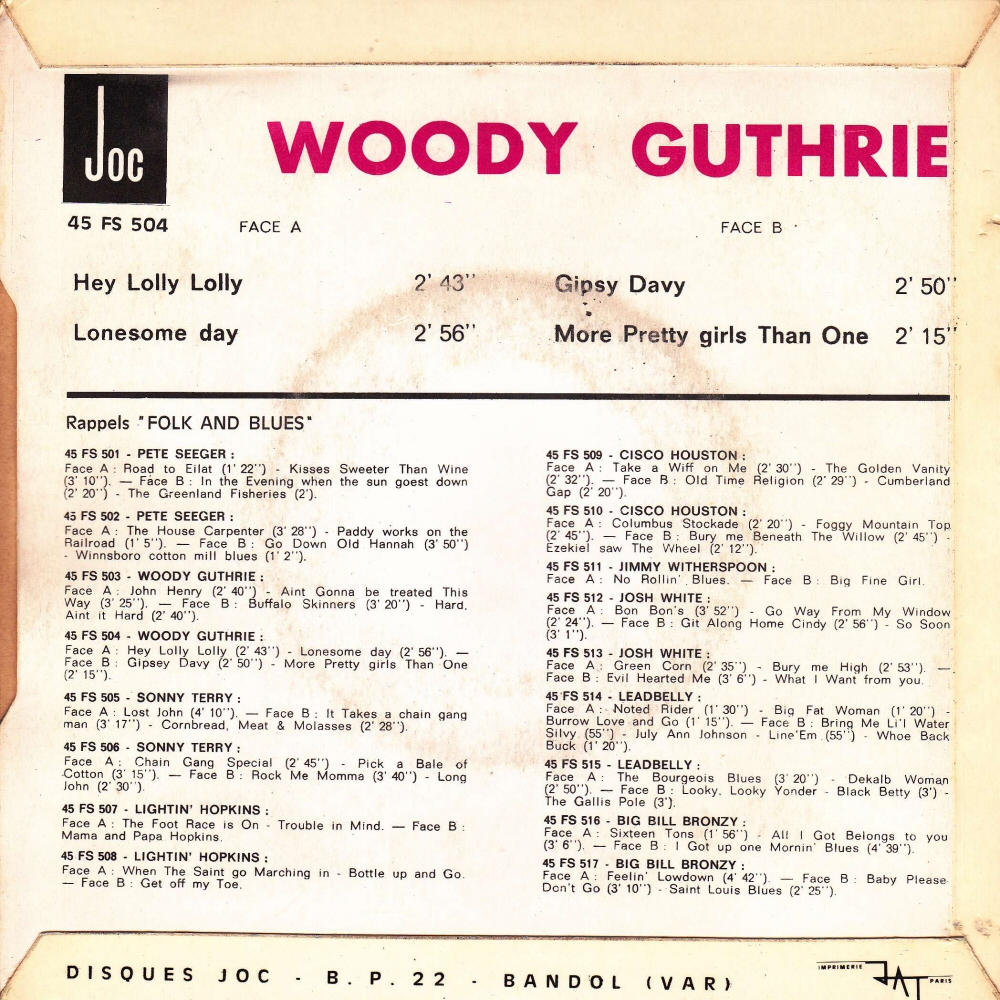 Joc
WOODY GUTHRIE
45 FS 504
FACE A
FACE B
Hey Lolly Lolly 2' 43''
Lonesome day 2' 56''
Gipsy Davy 2' 50''
More Pretty girls Than One 2' 15''
Rappels "FOLK AND BLUES"
45 FS 501 - PETE SEEGER :
Face A : Road to Eilat (1' 22'') - Kisses Sweeter Than Wine
(3' 10''). — Face B : In the Evening when the sun goest down
(2' 20'') - The Greenland Fisheries (2').
45 FS 502 - PETE SEEGER :
Face A : The House Carpenter (3' 28'') - Paddy works on the
Railroad (1' 5''). — Face B : Go Down Old Hannah (3' 50'')
- Winnsboro cotton mill blues (1' 2'').
45 FS 503 - WOODY GUTHRIE :
Face A : John Henry (2' 40'') - Aint Gonna be treated This
Way (3' 25''). — Face B : Buffalo Skinners (3' 20'') - Hard,
Aint it Hard (2' 40'').
45 FS 504 - WOODY GUTHRIE :
Face A : Hey Lolly Lolly (2' 43'') - Lonesome day (2' 56''). —
Face B : Gipsey Davy (2' 50'') - More Pretty girls Than One
(2' 15'').
45 FS 505 - SONNY TERRY :
Face A : Lost John (4' 10''). — Face B : It Takes a chain gang
man (3' 17'') - Cornbread, Meat & Molasses (2' 28'').
45 FS 506 - SONNY TERRY :
Face A : Chain Gang Special (2' 45'') - Pick a Bale of
Cotton (3' 15''). — Face B : Rock Me Momma (3' 40'') - Long
John (2' 30'').
45 FS 507 - LIGHTIN' HOPKINS :
Face A : The Foot Race is On - Trouble in Mind. — Face B :
Mama and Papa Hopkins.
45 FS 508 - LIGHTIN' HOPKINS :
Face A : When The Saint go Marching in - Bottle up and Go.
— Face B : Get off my Toe.
45 FS 509 - CISCO HOUSTON :
Face A : Take a Wiff on Me (2' 30'') - The Golden Vanity
(2' 32''). — Face B : Old Time Religion (2' 29'') - Cumberland
Gap (2' 20'').
45 FS 510 - CISCO HOUSTON :
Face A : Columbus Stockade (2' 20'') - Foggy Mountain Top
(2' 45''). — Face B : Bury me Beneath The Willow (2' 45'') -
Ezekiel saw The Wheel (2' 12'').
45 FS 511 - JIMMY WITHERSPOON :
Face A : No Rollin' Blues. — Face B : Big Fine Girl.
45 FS 512 - JOSH WHITE :
Face A : Bon Bon's (3' 52'') - Go Way From My Window
(2' 24''). — Face B : Git Along Home Cindy (2' 56'') - So Soon
(3' 1'').
45 FS 513 - JOSH WHITE :
Face A : Green Corn (2' 35'') - Bury me High (2' 53''). —
Face B : Evil Hearted Me (3' 6'') - What I Want from you.
45 FS 514 - LEADBELLY :
Face A : Noted Rider (1' 30'') - Big Fat Woman (1' 20'') -
Burrow Love and Go (1' 15''). — Face B : Bring Me Li'l Water
Silvy (55'') - July Ann Johnson - Line'Em (55'') - Whoe Back
Buck (1' 20'').
45 FS 515 - LEADBELLY :
Face A : The Bourgeois Blues (3' 20'') - Dekalb Woman
(2' 50''). — Face B : Looky, Looky Yonder - Black Betty (3') -
The Gallis Pole (3').
45 FS 516 - BIG BILL BRONZY :
Face A : Sixteen Tons (1' 56'') - All I Got Belongs to you
(3' 6''). — Face B : I Got up one Mornin' Blues (4' 39'').
45 FS 517 - BIG BILL BRONZY :
Face A : Feelin' Lowdown (4' 42''). — Face B : Baby Please
Don't Go (3' 10'') - Saint Louis Blues (2' 25'').
DISQUES JOC - B. P. 22 - BANDOL (VAR)
IMPRIMERIE JAT PARIS